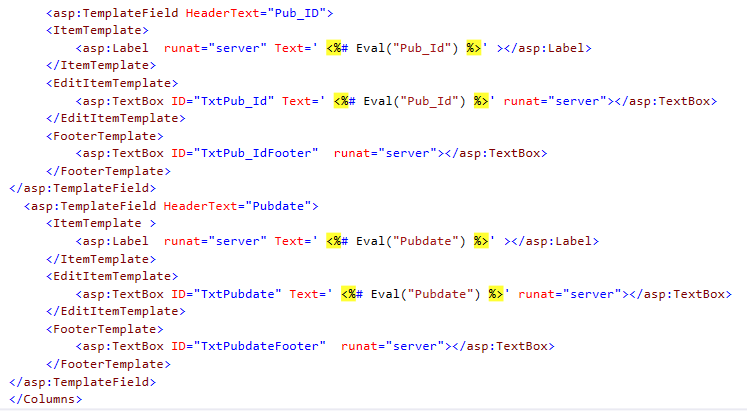 <asp:TemplateField HeaderText="Pub_ID">
<ItemTemplate>
<asp:Label  runat="server" Text=' <%# Eval("Pub_Id") %>' ></asp:Label>
</ItemTemplate>
<EditItemTemplate>
<asp:TextBox ID="TxtPub_Id" Text=' <%# Eval("Pub_Id") %>' runat="server"></asp:TextBox>
</EditItemTemplate>
<FooterTemplate>
<asp:TextBox ID="TxtPub_IdFooter"  runat="server"></asp:TextBox>
</FooterTemplate>
</asp:TemplateField>
<asp:TemplateField HeaderText="Pubdate">
<ItemTemplate >
<asp:Label  runat="server" Text=' <%# Eval("Pubdate") %>' ></asp:Label>
</ItemTemplate>
<EditItemTemplate>
<asp:TextBox ID="TxtPubdate" Text=' <%# Eval("Pubdate") %>' runat="server"></asp:TextBox>
</EditItemTemplate>
<FooterTemplate>
<asp:TextBox ID="TxtPubdateFooter"  runat="server"></asp:TextBox>
</FooterTemplate>
</asp:TemplateField>
</Columns>